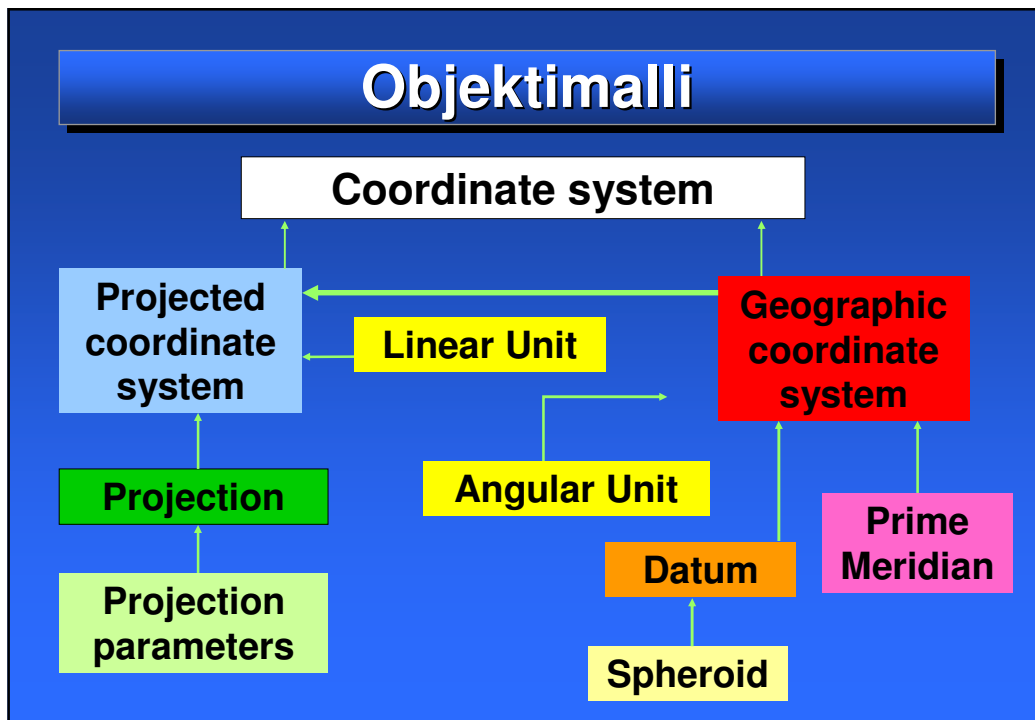 Objektimalli
Coordinate system
Projected
coordinate
system
Geographic
coordinate
system
Linear Unit
Angular Unit
Projection
Prime
Meridian
Datum
Projection
parameters
Spheroid